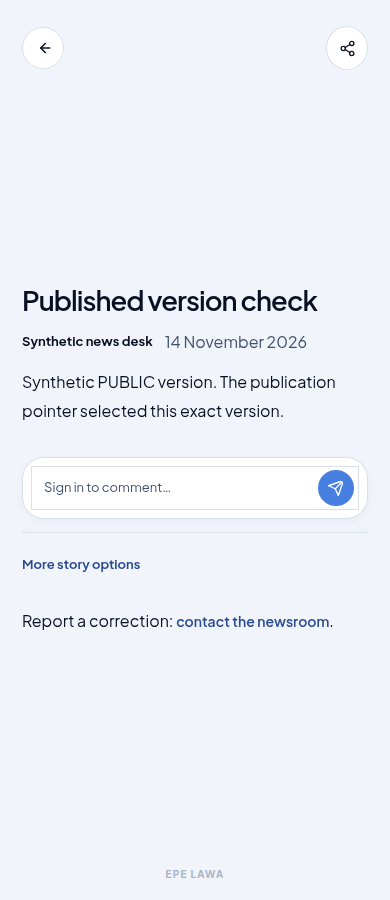 Published version check
Synthetic news desk 14 November 2026
Synthetic PUBLIC version. The publication
pointer selected this exact version.
Sign in to comment...
More story options
Report a correction: contact the newsroom.
EPE LAWA